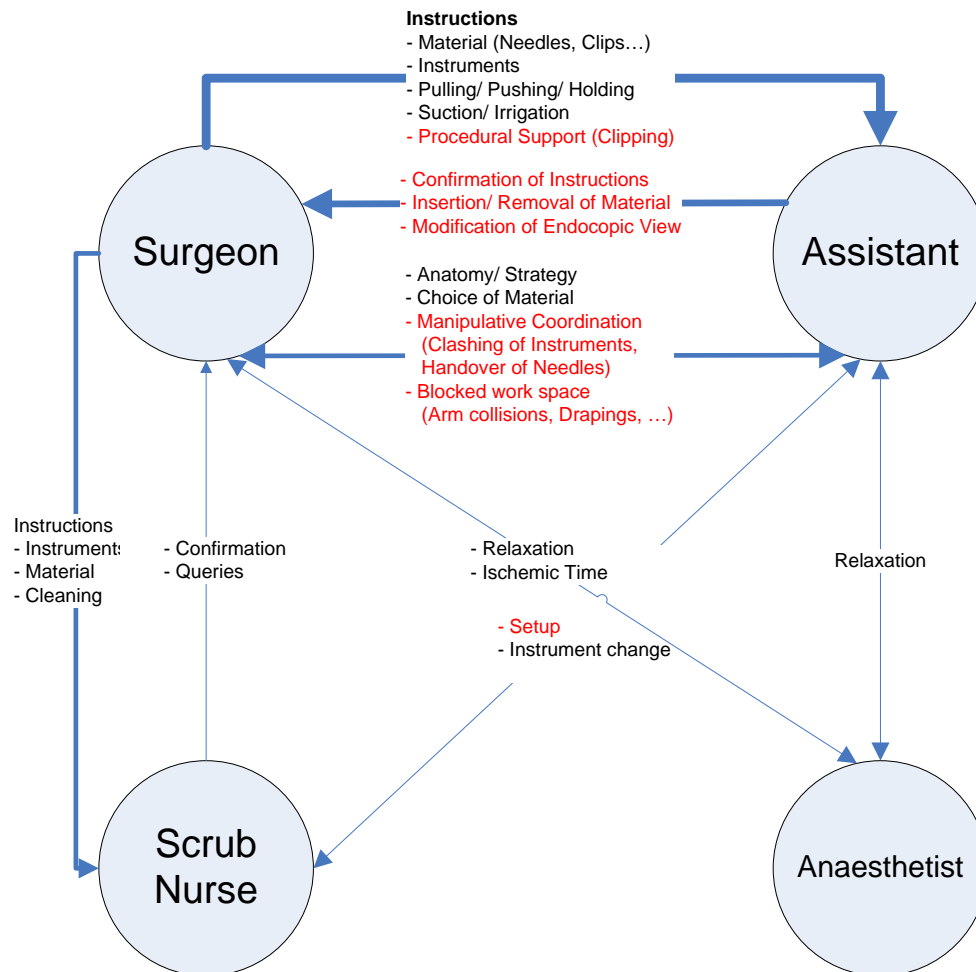 Instructions
- Material (Needles, Clips…)
- Instruments
- Pulling/ Pushing/ Holding
- Suction/ Irrigation
- Procedural Support (Clipping)
- Confirmation of Instructions
- Insertion/ Removal of Material
- Modification of Endocopic View
Surgeon
Assistant
- Anatomy/ Strategy
- Choice of Material
- Manipulative Coordination
(Clashing of Instruments,
Handover of Needles)
- Blocked work space
(Arm collisions, Drapings, …)
Instructions
- Instruments
- Material
- Cleaning
- Confirmation
- Queries
- Relaxation
- Ischemic Time
Relaxation
- Setup
- Instrument change
Scrub
Nurse
Anaesthetist